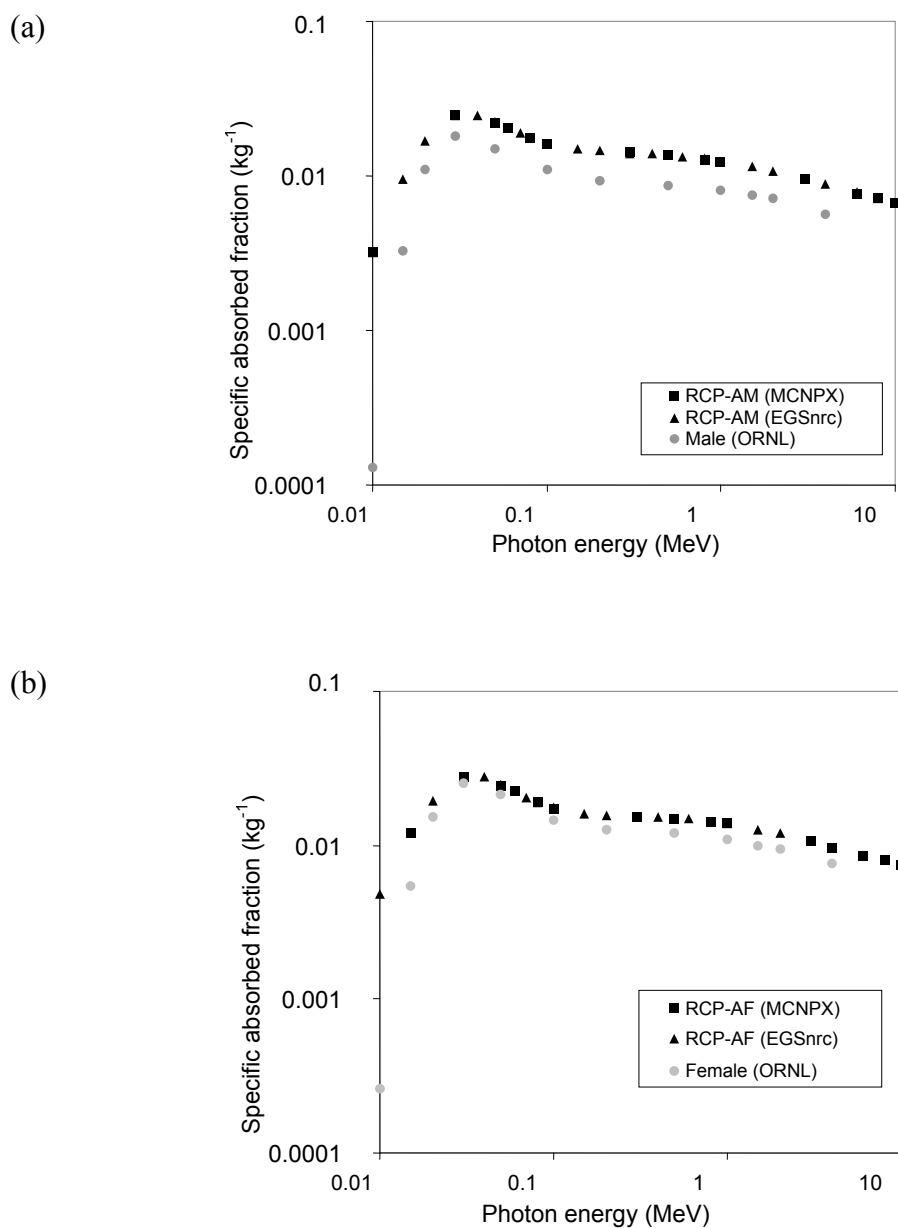 (a)
0.1
0.01
0.001
0.0001
Specific absorbed fraction (kg⁻¹)
RCP-AM (MCNPX)
RCP-AM (EGSnrc)
Male (ORNL)
0.01 0.1 1 10
Photon energy (MeV)
(b)
0.1
0.01
0.001
0.0001
Specific absorbed fraction (kg⁻¹)
RCP-AF (MCNPX)
RCP-AF (EGSnrc)
Female (ORNL)
0.01 0.1 1 10
Photon energy (MeV)